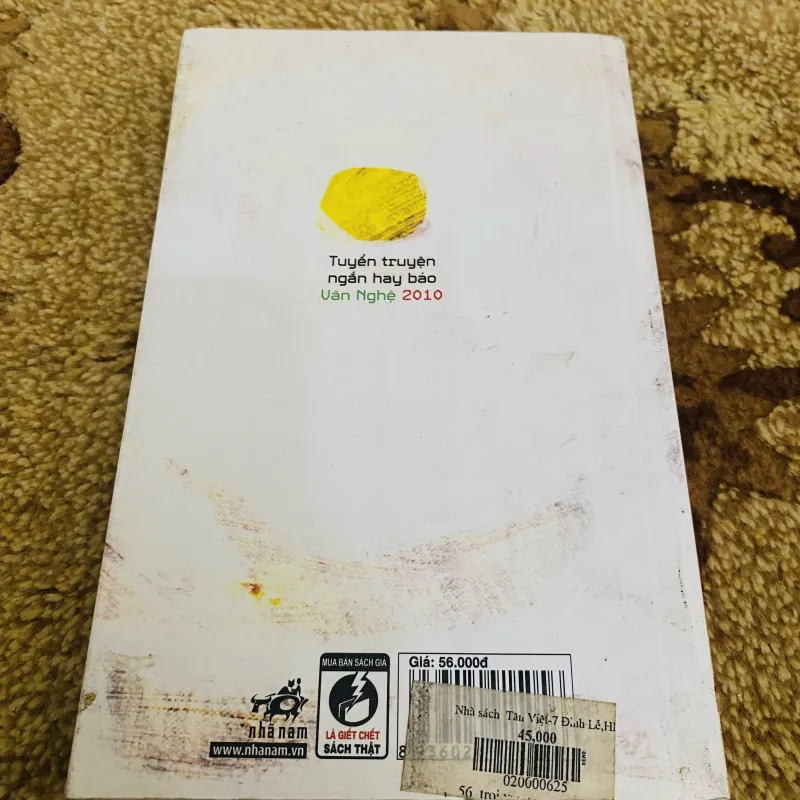 Tuyển truyện
ngắn hay báo
Văn Nghệ 2010
nhã nam
www.nhanam.vn
MUA BÁN SÁCH GIẢ
LÀ GIẾT CHẾT
SÁCH THẬT
Giá: 56.000đ
Nhà sách Tân Việt-7 Đinh Lễ,
45.000
020000625
56